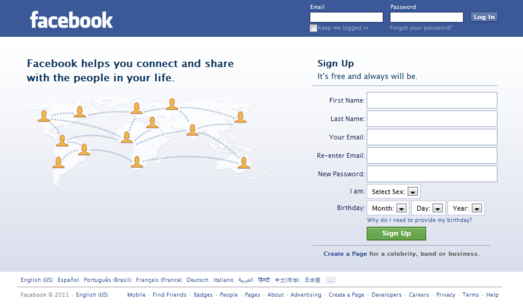 facebook
Email Password
Log In
Keep me logged in Forgot your password?
Facebook helps you connect and share
with the people in your life.
Sign Up
It's free and always will be.
First Name:
Last Name:
Your Email:
Re-enter Email:
New Password:
I am: Select Sex:
Birthday: Month: Day: Year:
Why do I need to provide my birthday?
Sign Up
Create a Page for a celebrity, band or business.
English (US) Español Português (Brasil) Français (France) Deutsch Italiano العربية हिन्दी 中文(简体) 日本語 ...
Facebook © 2011 · English (US) Mobile · Find Friends · Badges · People · Pages · About · Advertising · Create a Page · Developers · Careers · Privacy · Terms · Help